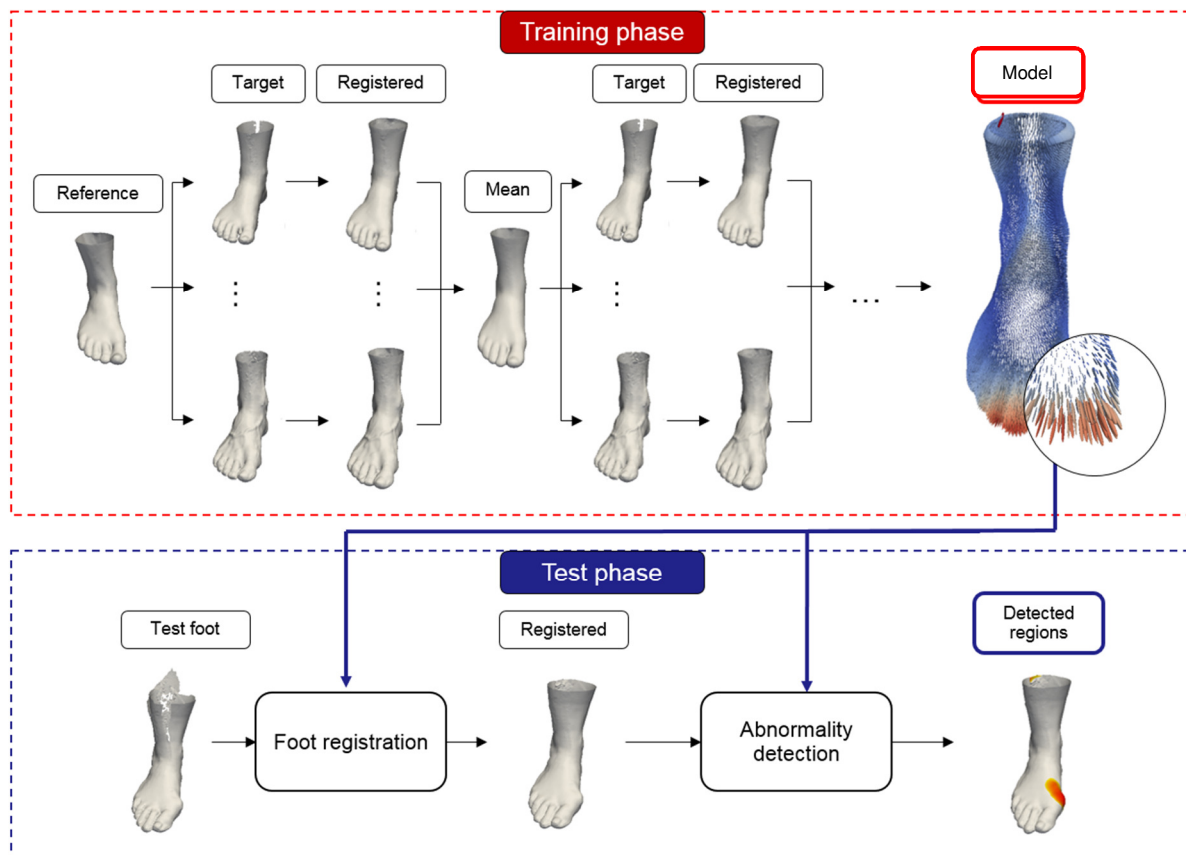 Training phase
Target
Registered
Target
Registered
Model
Reference
Mean
...
Test phase
Test foot
Registered
Detected
regions
Foot registration
Abnormality
detection